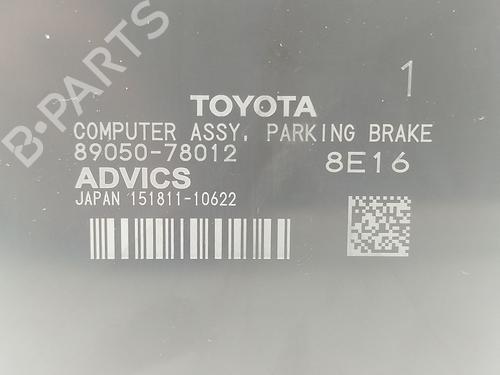 B-PARTS
1
TOYOTA
COMPUTER ASSY, PARKING BRAKE
89050-78012 8E16
ADVICS
JAPAN 151811-10622